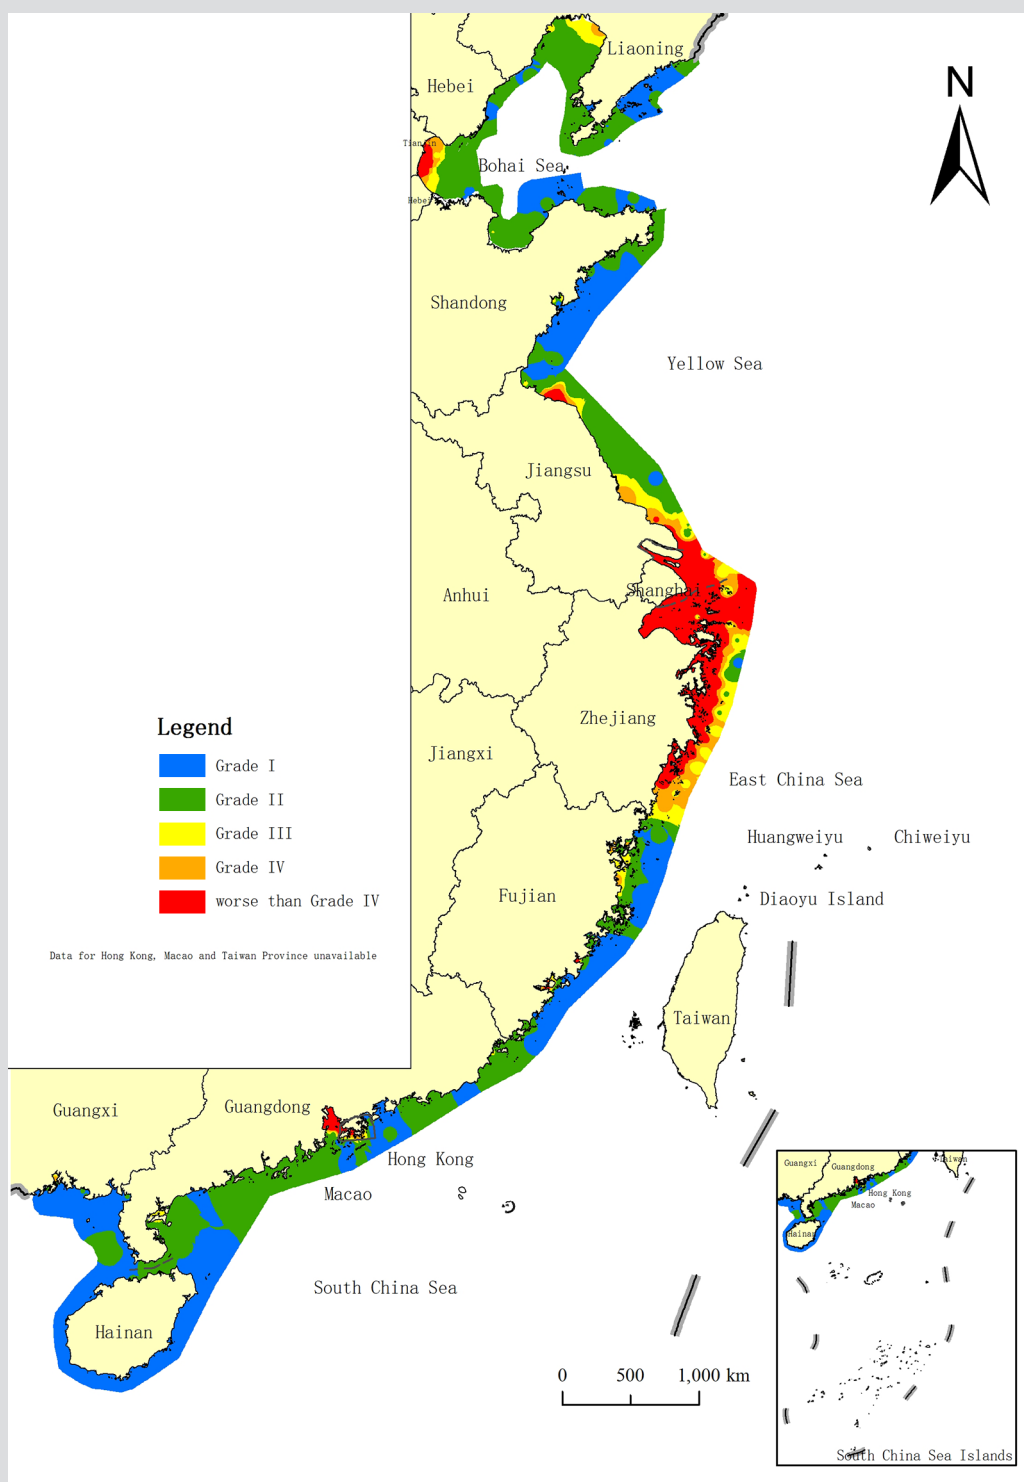 N
Liaoning
Hebei
Tianjin
Bohai Sea
Hebei
Shandong
Yellow Sea
Jiangsu
Shanghai
Anhui
Zhejiang
Legend
Grade I
Grade II
Grade III
Grade IV
worse than Grade IV
Data for Hong Kong, Macao and Taiwan Province unavailable
Jiangxi
East China Sea
Huangweiyu
Chiweiyu
Diaoyu Island
Fujian
Taiwan
Guangxi
Guangdong
Hong Kong
Macao
South China Sea
Hainan
0 500 1,000 km
Taiwan
Guangxi
Guangdong
Hong Kong
Macao
Hainan
South China Sea Islands